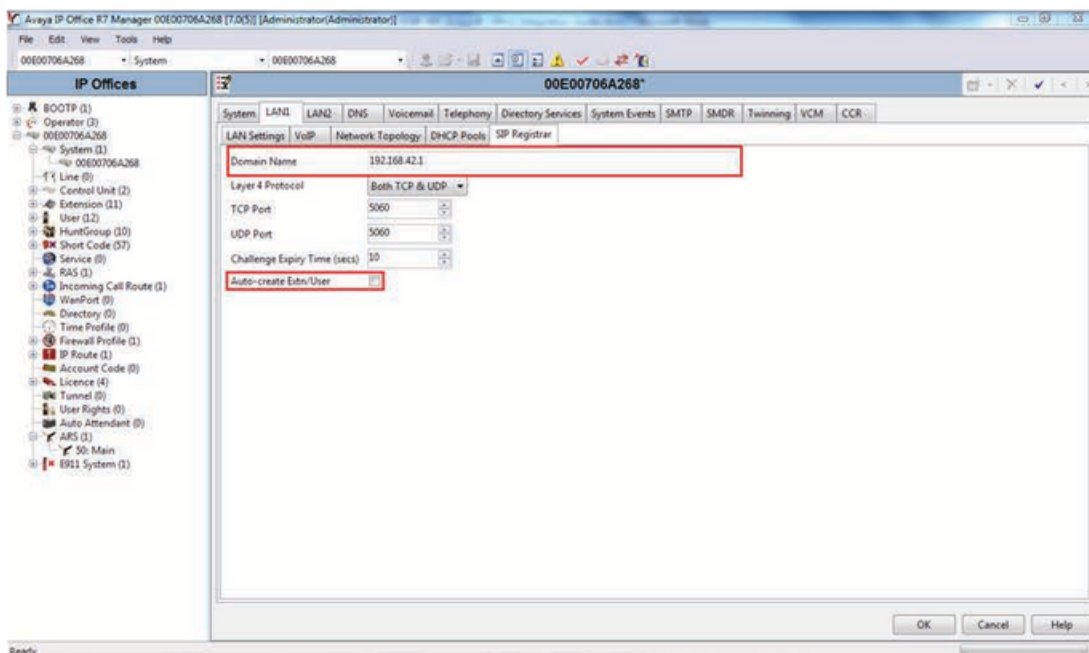 Avaya IP Office R7 Manager 00E00706A268 [7.0(5)] [Administrator(Administrator)]
File Edit View Tools Help
00E00706A268 System 00E00706A268
IP Offices
BOOTP (1)
Operator (3)
00E00706A268
System (1)
00E00706A268
Line (0)
Control Unit (2)
Extension (11)
User (12)
HuntGroup (10)
Short Code (57)
Service (0)
RAS (1)
Incoming Call Route (1)
WanPort (0)
Directory (0)
Time Profile (0)
Firewall Profile (1)
IP Route (1)
Account Code (0)
Licence (4)
Tunnel (0)
User Rights (0)
Auto Attendant (0)
ARS (1)
50: Main
E911 System (1)
00E00706A268*
System LAN1 LAN2 DNS Voicemail Telephony Directory Services System Events SMTP SMDR Twinning VCM CCR
LAN Settings VoIP Network Topology DHCP Pools SIP Registrar
Domain Name 192.168.42.1
Layer 4 Protocol Both TCP & UDP
TCP Port 5060
UDP Port 5060
Challenge Expiry Time (secs) 10
Auto-create Extn/User
OK Cancel Help
Ready